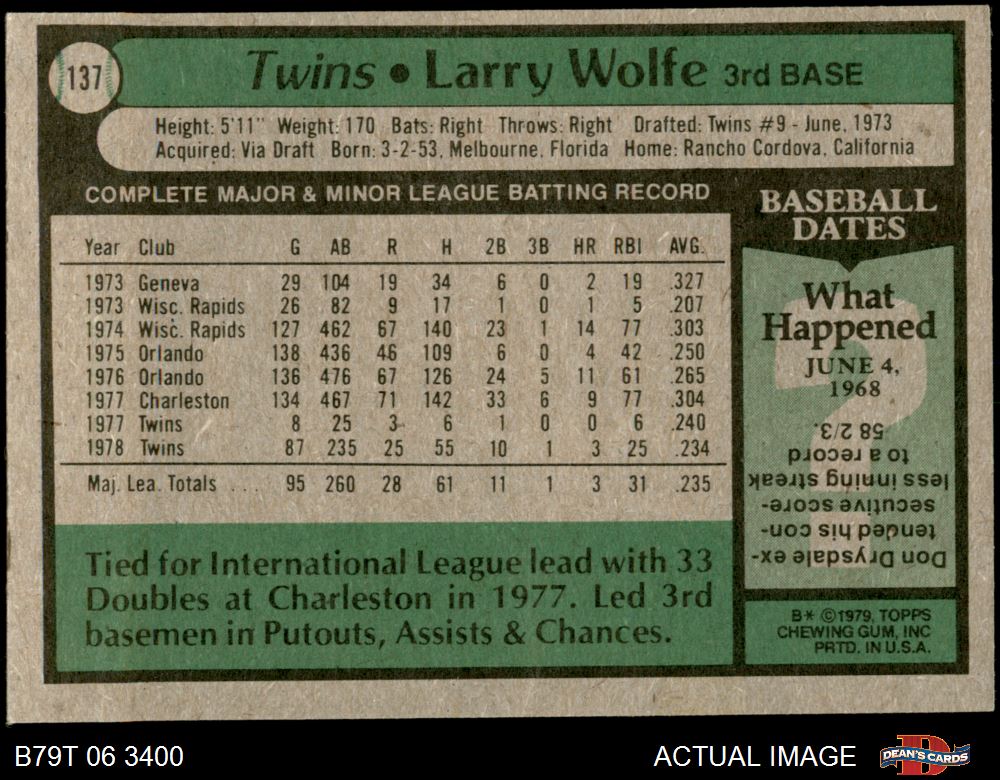 137
Twins • Larry Wolfe 3rd BASE
Height: 5'11" Weight: 170 Bats: Right Throws: Right Drafted: Twins #9 - June, 1973
Acquired: Via Draft Born: 3-2-53, Melbourne, Florida Home: Rancho Cordova, California
COMPLETE MAJOR & MINOR LEAGUE BATTING RECORD
Year Club G AB R H 2B 3B HR RBI AVG.
1973 Geneva 29 104 19 34 6 0 2 19 .327
1973 Wisc. Rapids 26 82 9 17 1 0 1 5 .207
1974 Wisc. Rapids 127 462 67 140 23 1 14 77 .303
1975 Orlando 138 436 46 109 6 0 4 42 .250
1976 Orlando 136 476 67 126 24 5 11 61 .265
1977 Charleston 134 467 71 142 33 6 9 77 .304
1977 Twins 8 25 3 6 1 0 0 6 .240
1978 Twins 87 235 25 55 10 1 3 25 .234
Maj. Lea. Totals ... 95 260 28 61 11 1 3 31 .235
Tied for International League lead with 33
Doubles at Charleston in 1977. Led 3rd
basemen in Putouts, Assists & Chances.
BASEBALL
DATES
What
Happened
JUNE 4,
1968
Don Drysdale ex-
tended his con-
secutive score-
less inning streak
to a record
58 2/3.
B* ©1979, TOPPS
CHEWING GUM, INC
PRTD. IN U.S.A.
B79T 06 3400
ACTUAL IMAGE
DEAN'S CARDS